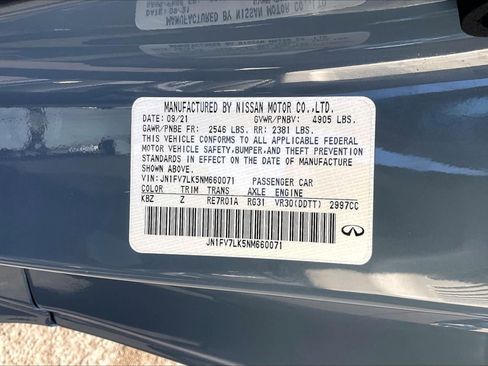 MANUFACTURED BY NISSAN MOTOR CO.,LTD.
DATE: 09/21 GVWR/PNBV: 4905 LBS.
GAWR/PNBE FR: 2546 LBS. RR: 2381 LBS.
THIS VEHICLE CONFORMS TO ALL APPLICABLE FEDERAL
MOTOR VEHICLE SAFETY, BUMPER, AND THEFT PREVENTION
STANDARDS IN EFFECT ON THE DATE OF MANUFACTURE
SHOWN ABOVE.
VIN: JN1FV7LK5NM660071 PASSENGER CAR
COLOR TRIM TRANS AXLE ENGINE
KBZ Z RE7R01A RG31 VR30(DDTT) 2997CC
JN1FV7LK5NM660071